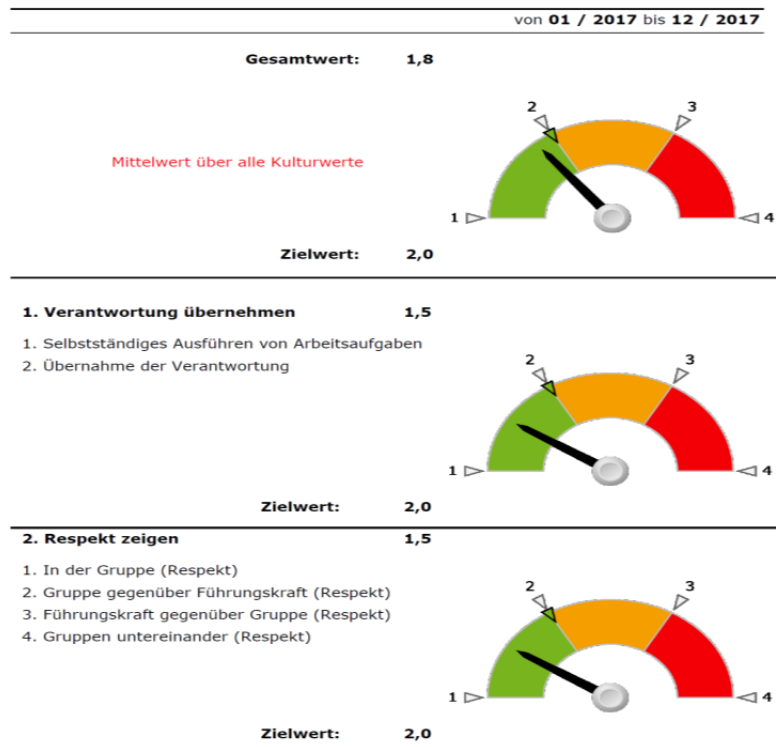 von 01 / 2017 bis 12 / 2017
Gesamtwert: 1,8
2 3
Mittelwert über alle Kulturwerte
1 4
Zielwert: 2,0
1. Verantwortung übernehmen 1,5
1. Selbstständiges Ausführen von Arbeitsaufgaben
2. Übernahme der Verantwortung
2 3
1 4
Zielwert: 2,0
2. Respekt zeigen 1,5
1. In der Gruppe (Respekt)
2. Gruppe gegenüber Führungskraft (Respekt)
2 3
3. Führungskraft gegenüber Gruppe (Respekt)
4. Gruppen untereinander (Respekt)
1 4
Zielwert: 2,0